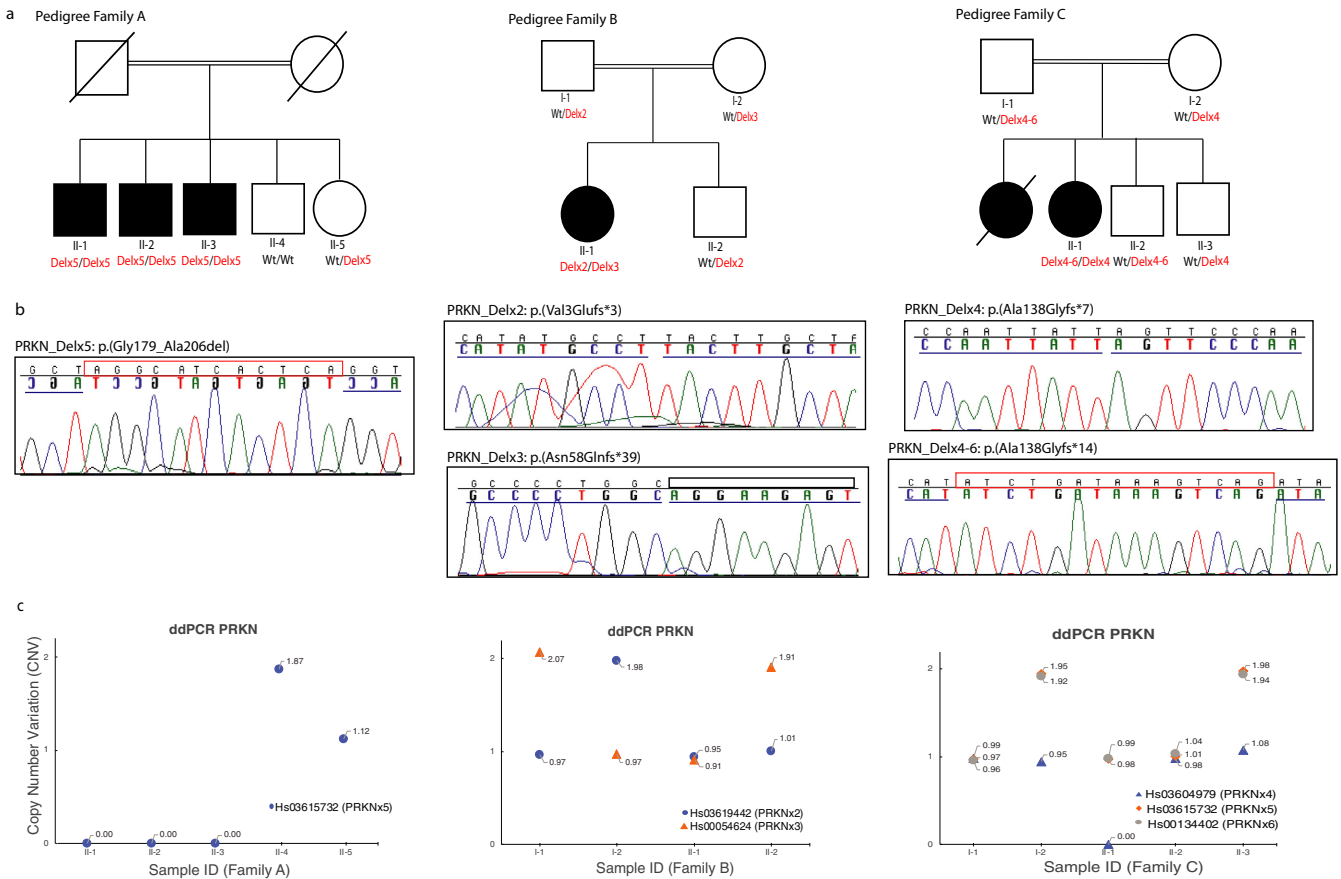 a
Pedigree Family A
Pedigree Family B
Pedigree Family C
I-1
Wt/Delx2
I-2
Wt/Delx3
I-1
Wt/Delx4-6
I-2
Wt/Delx4
II-1
Delx5/Delx5
II-2
Delx5/Delx5
II-3
Delx5/Delx5
II-4
Wt/Wt
II-5
Wt/Delx5
II-1
Delx2/Delx3
II-2
Wt/Delx2
II-1
Delx4-6/Delx4
II-2
Wt/Delx4-6
II-3
Wt/Delx4
b
PRKN_Delx5: p.(Gly179_Ala206del)
G C T A G G C A T C A C T C A G G T
PRKN_Delx2: p.(Val3Glufs*3)
C A T A T G C C T T A C T T G C T A
C A T A T G C C T T A C T T G C T A
PRKN_Delx3: p.(Asn58Glnfs*39)
G C C C C T G G C
G C C C C T G G C A G G A A G A G T
PRKN_Delx4: p.(Ala138Glyfs*7)
C C A A T T A T T A G T T C C C A A
C C A A T T A T T A G T T C C C A A
PRKN_Delx4-6: p.(Ala138Glyfs*14)
C A T A T C T G A T A A A G T C A G A T A
C A T A T C T G A T A A A G T C A G A T A
c
ddPCR PRKN
Copy Number Variation (CNV)
2
1
0
0.00
0.00
0.00
1.87
1.12
Hs03615732 (PRKNx5)
II-1
II-2
II-3
II-4
II-5
Sample ID (Family A)
ddPCR PRKN
2
1
0
2.07
0.97
1.98
0.97
0.95
0.91
1.91
1.01
Hs03619442 (PRKNx2)
Hs00054624 (PRKNx3)
I-1
I-2
II-1
II-2
Sample ID (Family B)
ddPCR PRKN
2
1
0
0.99
0.97
0.96
1.95
1.92
0.95
0.99
0.98
0.00
1.04
1.01
0.98
1.98
1.94
1.08
Hs03604979 (PRKNx4)
Hs03615732 (PRKNx5)
Hs00134402 (PRKNx6)
I-1
I-2
II-1
II-2
II-3
Sample ID (Family C)